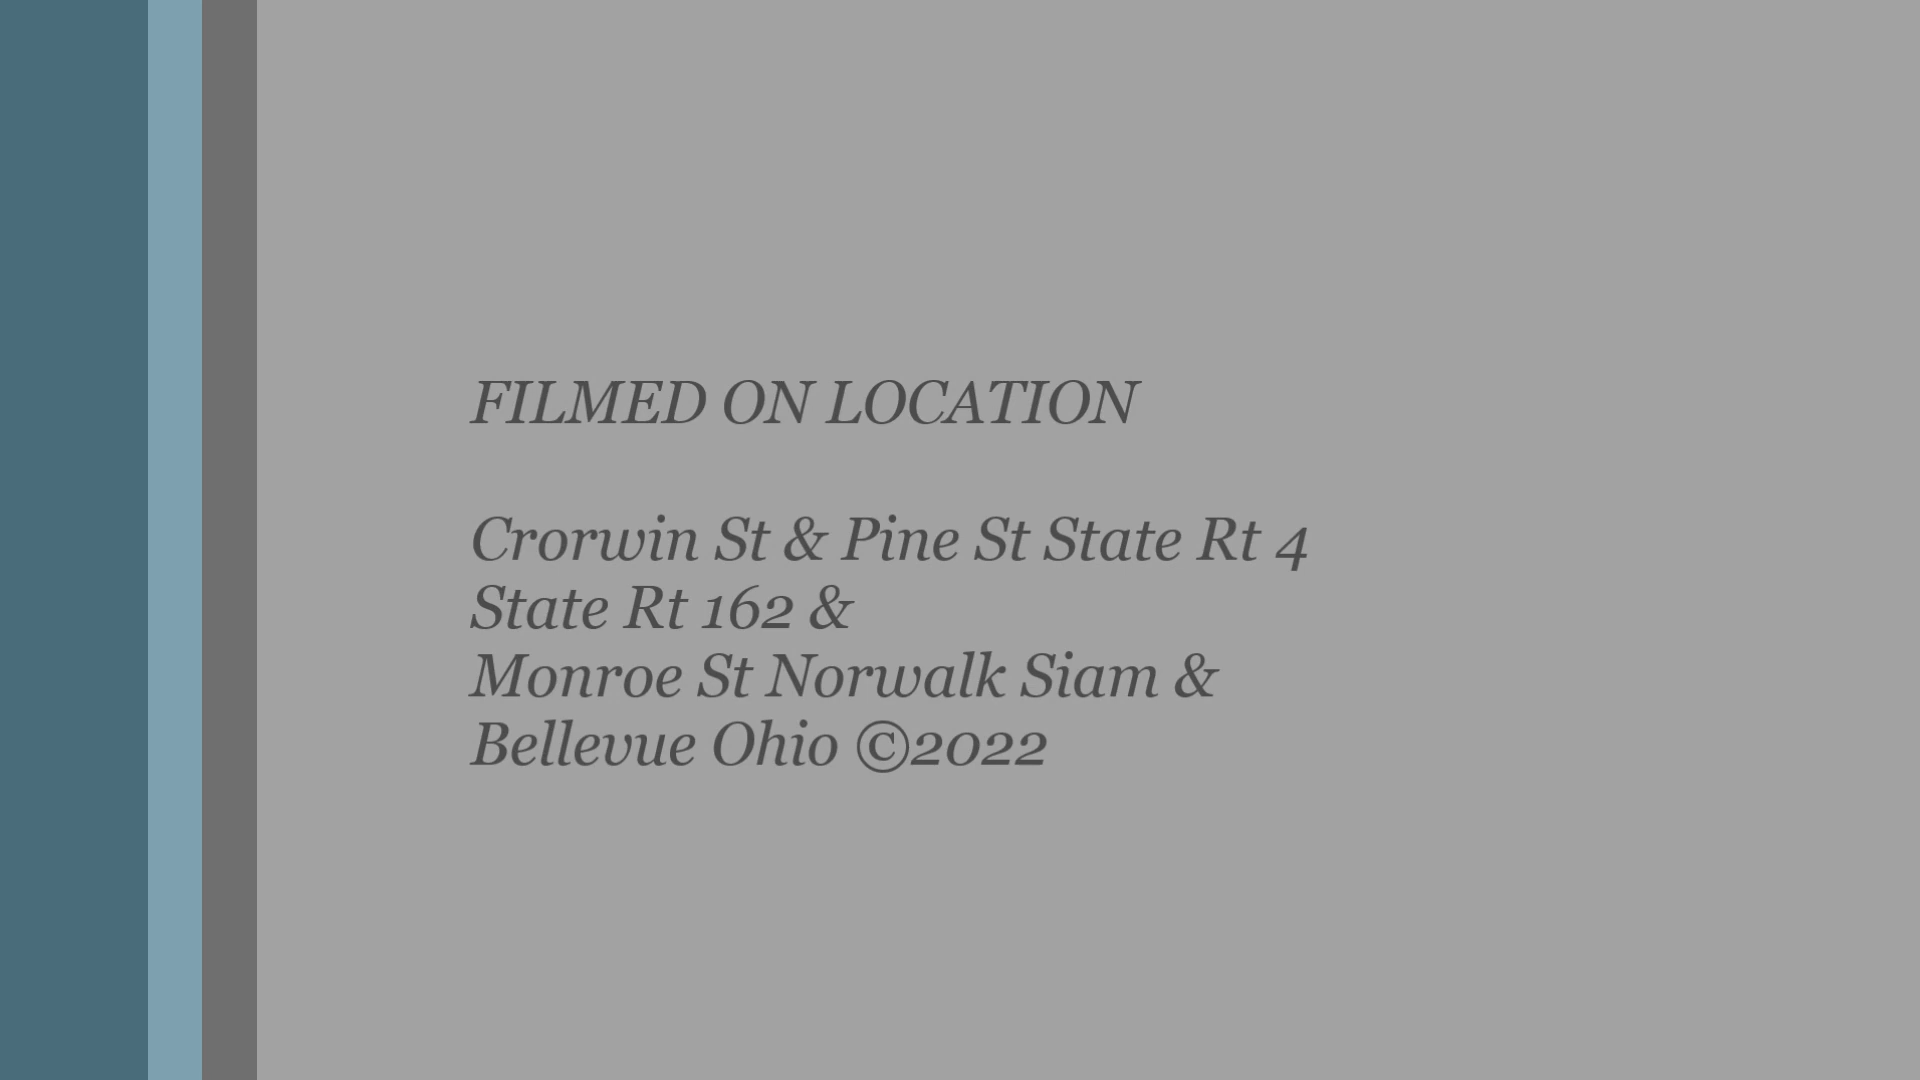 FILMED ON LOCATION
Crorwin St & Pine St State Rt 4
State Rt 162 &
Monroe St Norwalk Siam &
Bellevue Ohio ©2022